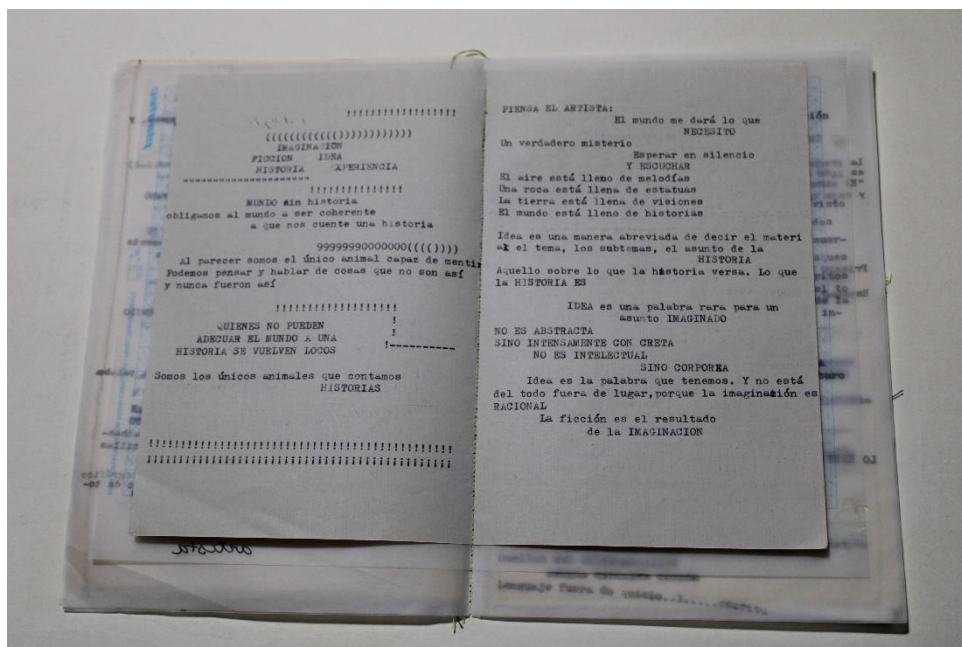 !!!!!!!!!!!!!!!!!!
(((((((((((())))))))))))
IMAGINACION
FICCION IDEA
HISTORIA EXPERIENCIA
"""""""""""""""""""
!!!!!!!!!!!!!!!
MUNDO sin historia
obligamos al mundo a ser coherente
a que nos cuente una historia
99999990000000(((())))
Al parecer somos el único animal capaz de mentir
Podemos pensar y hablar de cosas que no son así
y nunca fueron así
!!!!!!!!!!!!!!!!!!!!
QUIENES NO PUEDEN !
ADECUAR EL MUNDO A UNA !
HISTORIA SE VUELVEN LOCOS !----------
Somos los únicos animales que contamos
HISTORIAS
!!!!!!!!!!!!!!!!!!!!!!!!!!!!!!!!!!!!!!!!!!!!!!!
!!!!!!!!!!!!!!!!!!!!!!!!!!!!!!!!!!!!!!!!!!!!!!!
PIENSA EL ARTISTA:
El mundo me dará lo que
NECESITO
Un verdadero misterio
Esperar en silencio
Y ESCUCHAR
El aire está lleno de melodías
Una roca está llena de estatuas
La tierra está llena de visiones
El mundo está lleno de historias
Idea es una manera abreviada de decir el materi
al el tema, los subtemas, el asunto de la
HISTORIA
Aquello sobre lo que la historia versa. Lo que
la HISTORIA ES
IDEA es una palabra rara para un
asunto IMAGINADO
NO ES ABSTRACTA
SINO INTENSAMENTE CON CRETA
NO ES INTELECTUAL
SINO CORPOREA
Idea es la palabra que tenemos. Y no está
del todo fuera de lugar,porque la imaginación es
RACIONAL
La ficción es el resultado
de la IMAGINACION
artista
Lenguaje fuera de quicio